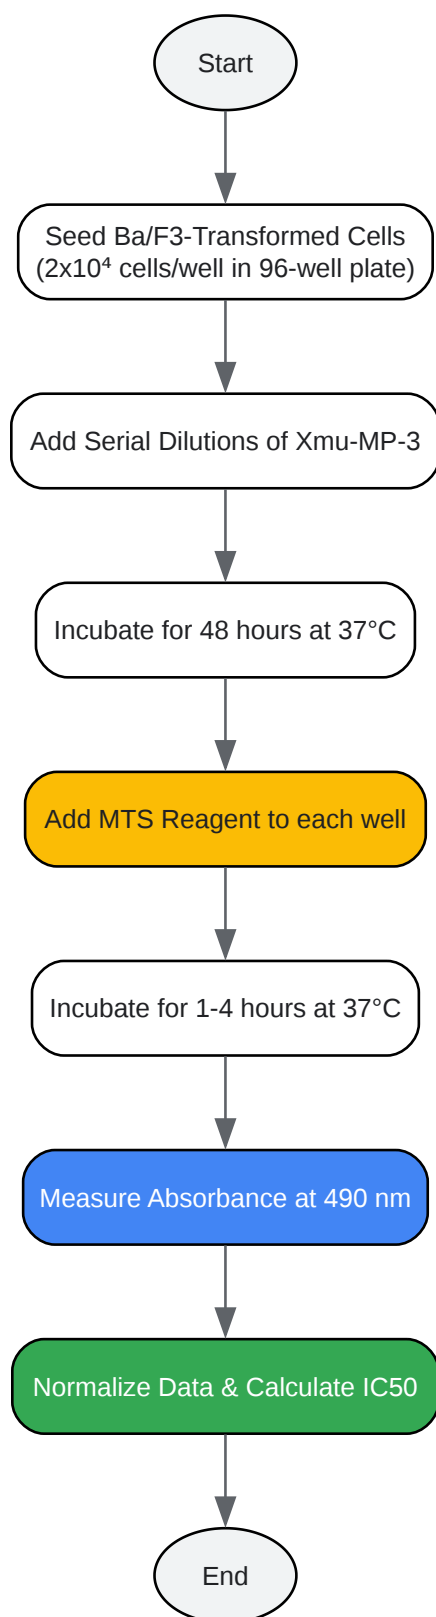 Start
Seed Ba/F3-Transformed Cells
(2x10⁴ cells/well in 96-well plate)
Add Serial Dilutions of Xmu-MP-3
Incubate for 48 hours at 37°C
Add MTS Reagent to each well
Incubate for 1-4 hours at 37°C
Measure Absorbance at 490 nm
Normalize Data & Calculate IC50
End